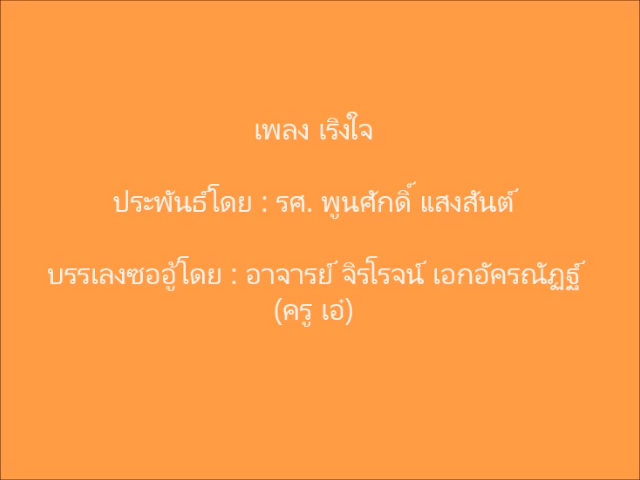 เพลง เริงใจ
ประพันธ์โดย : รศ. พูนศักดิ์ แสงสันต์
บรรเลงซออู้โดย : อาจารย์ จิรโรจน์ เอกอัครณัฏฐ์
(ครู เอ๋)